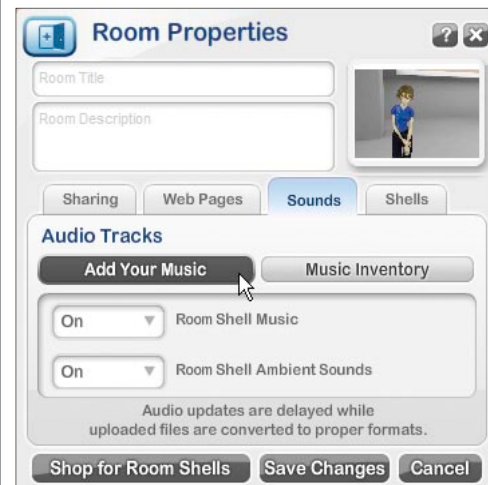 Room Properties
?
Room Title
Room Description
Sharing
Web Pages
Sounds
Shells
Audio Tracks
Add Your Music
Music Inventory
On
Room Shell Music
On
Room Shell Ambient Sounds
Audio updates are delayed while
uploaded files are converted to proper formats.
Shop for Room Shells
Save Changes
Cancel